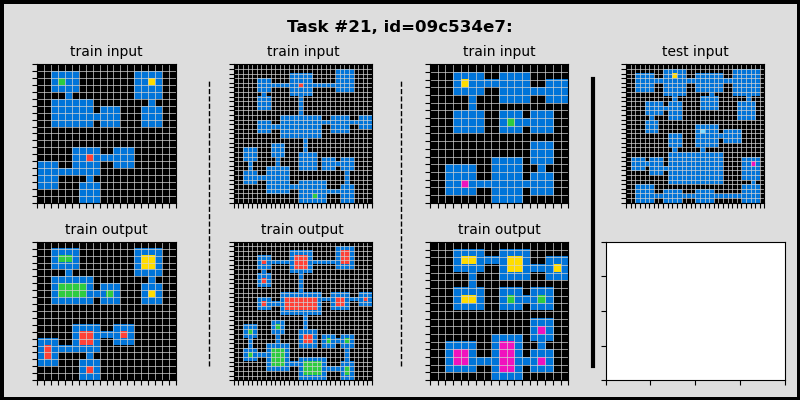 Task #21, id=09c534e7:
train input
train input
train input
test input
train output
train output
train output